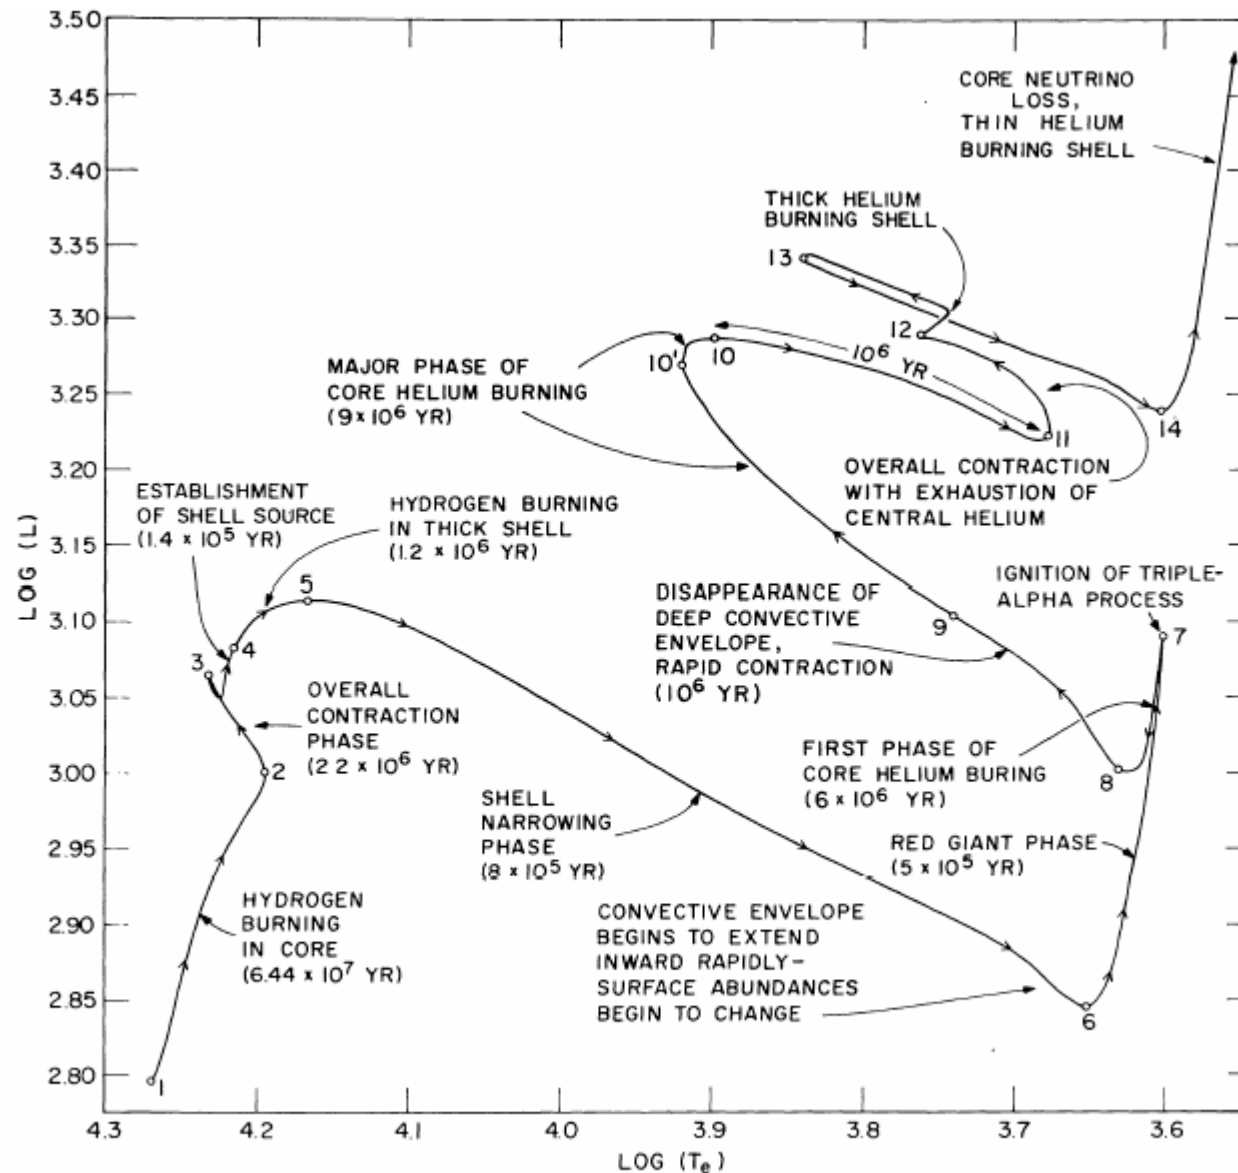 3.50
3.45
3.40
3.35
3.30
3.25
3.20
3.15
3.10
3.05
3.00
2.95
2.90
2.85
2.80
LOG (L)
4.3
4.2
4.1
4.0
3.9
3.8
3.7
3.6
LOG (Te)
CORE NEUTRINO
LOSS,
THIN HELIUM
BURNING SHELL
THICK HELIUM
BURNING SHELL
13
12
10'
10
10⁶ YR
11
14
MAJOR PHASE OF
CORE HELIUM BURNING
(9 × 10⁶ YR)
OVERALL CONTRACTION
WITH EXHAUSTION OF
CENTRAL HELIUM
ESTABLISHMENT
OF SHELL SOURCE
(1.4 × 10⁵ YR)
HYDROGEN BURNING
IN THICK SHELL
(1.2 × 10⁶ YR)
5
4
3
IGNITION OF TRIPLE-
ALPHA PROCESS
7
DISAPPEARANCE OF
DEEP CONVECTIVE
ENVELOPE,
RAPID CONTRACTION
(10⁶ YR)
9
OVERALL
CONTRACTION
PHASE
(2.2 × 10⁶ YR)
2
FIRST PHASE OF
CORE HELIUM BURING
(6 × 10⁶ YR)
8
SHELL
NARROWING
PHASE
(8 × 10⁵ YR)
RED GIANT PHASE
(5 × 10⁵ YR)
HYDROGEN
BURNING
IN CORE
(6.44 × 10⁷ YR)
CONVECTIVE ENVELOPE
BEGINS TO EXTEND
INWARD RAPIDLY–
SURFACE ABUNDANCES
BEGIN TO CHANGE
6
1